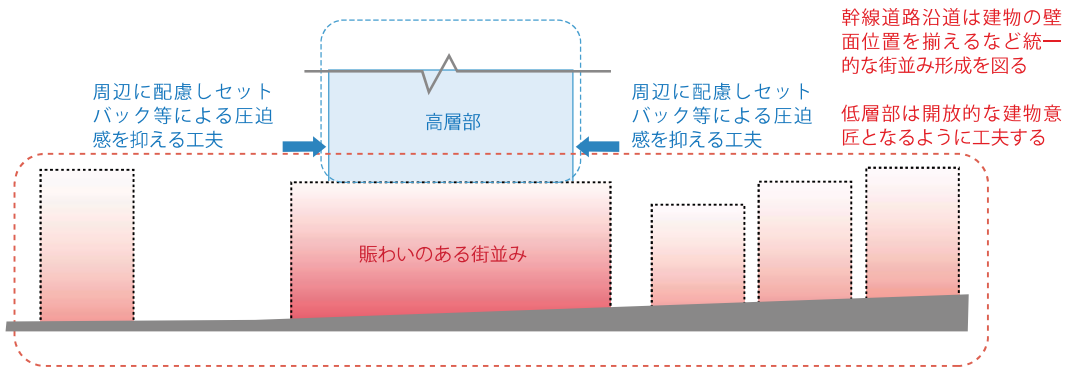 幹線道路沿道は建物の壁
面位置を揃えるなど統一
的な街並み形成を図る
低層部は開放的な建物意
匠となるように工夫する
周辺に配慮しセット
バック等による圧迫
感を抑える工夫
高層部
周辺に配慮しセット
バック等による圧迫
感を抑える工夫
賑わいのある街並み